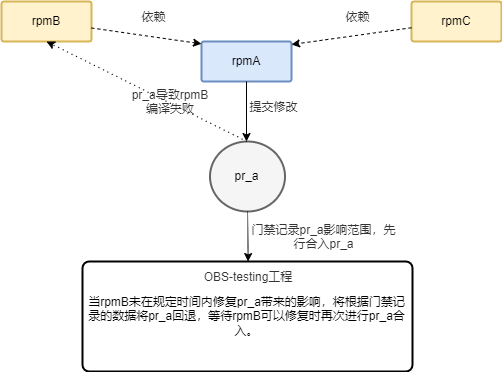 rpmB
依赖
依赖
rpmC
rpmA
pr_a导致rpmB
编译失败
提交修改
pr_a
门禁记录pr_a影响范围，先
行合入pr_a
OBS-testing工程
当rpmB未在规定时间内修复pr_a带来的影响，将根据门禁记
录的数据将pr_a回退，等待rpmB可以修复时再次进行pr_a合
入。